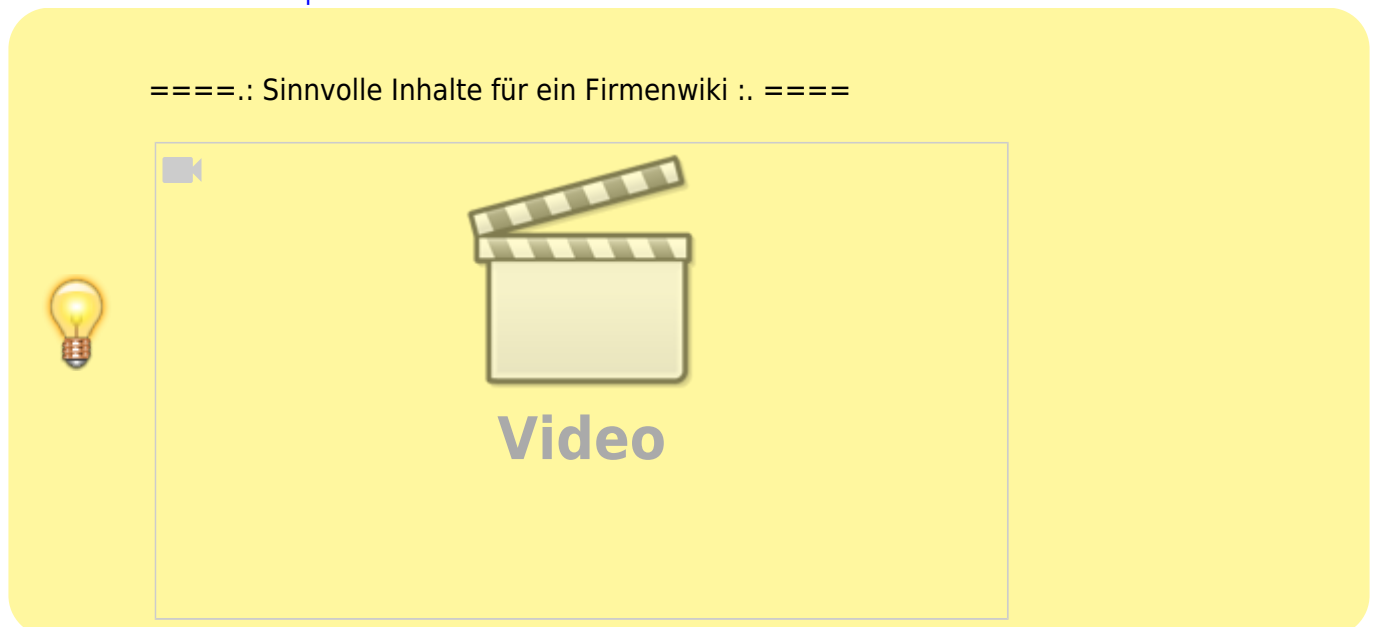 ====.: Sinnvolle Inhalte für ein Firmenwiki :. ====
Video